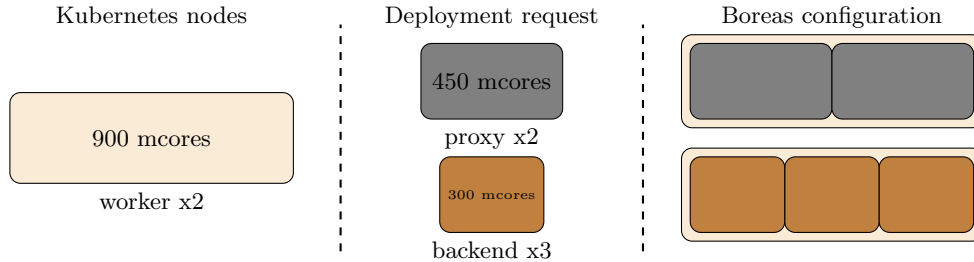 Kubernetes nodes
900 mcores
worker x2
Deployment request
450 mcores
proxy x2
300 mcores
backend x3
Boreas configuration